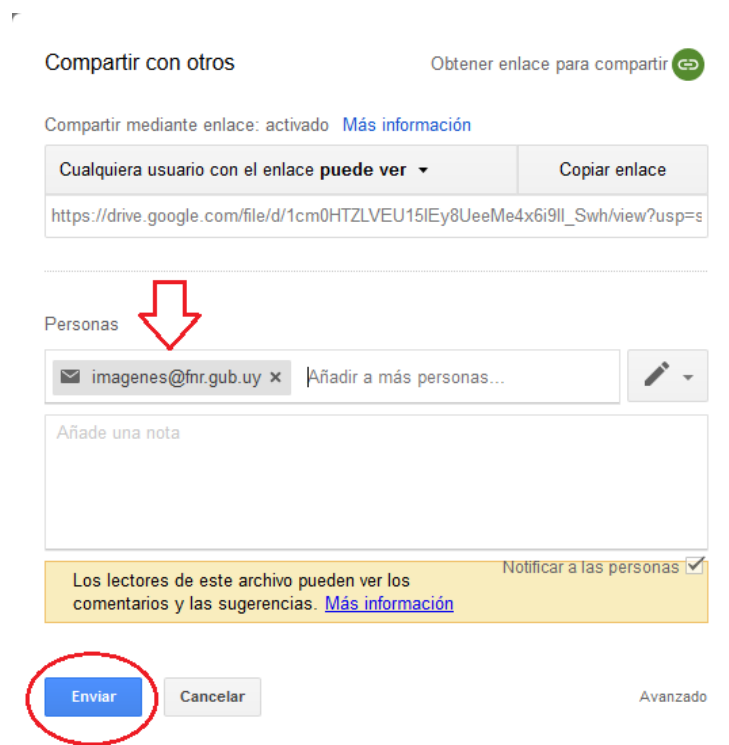 Compartir con otros
Obtener enlace para compartir
Compartir mediante enlace: activado Más información
Cualquiera usuario con el enlace puede ver
Copiar enlace
https://drive.google.com/file/d/1cm0HTZLVEU15lEy8UeeMe4x6i9ll_Swh/view?usp=s
Personas
imagenes@fnr.gub.uy × Añadir a más personas...
Añade una nota
Notificar a las personas
Los lectores de este archivo pueden ver los
comentarios y las sugerencias. Más información
Enviar
Cancelar
Avanzado